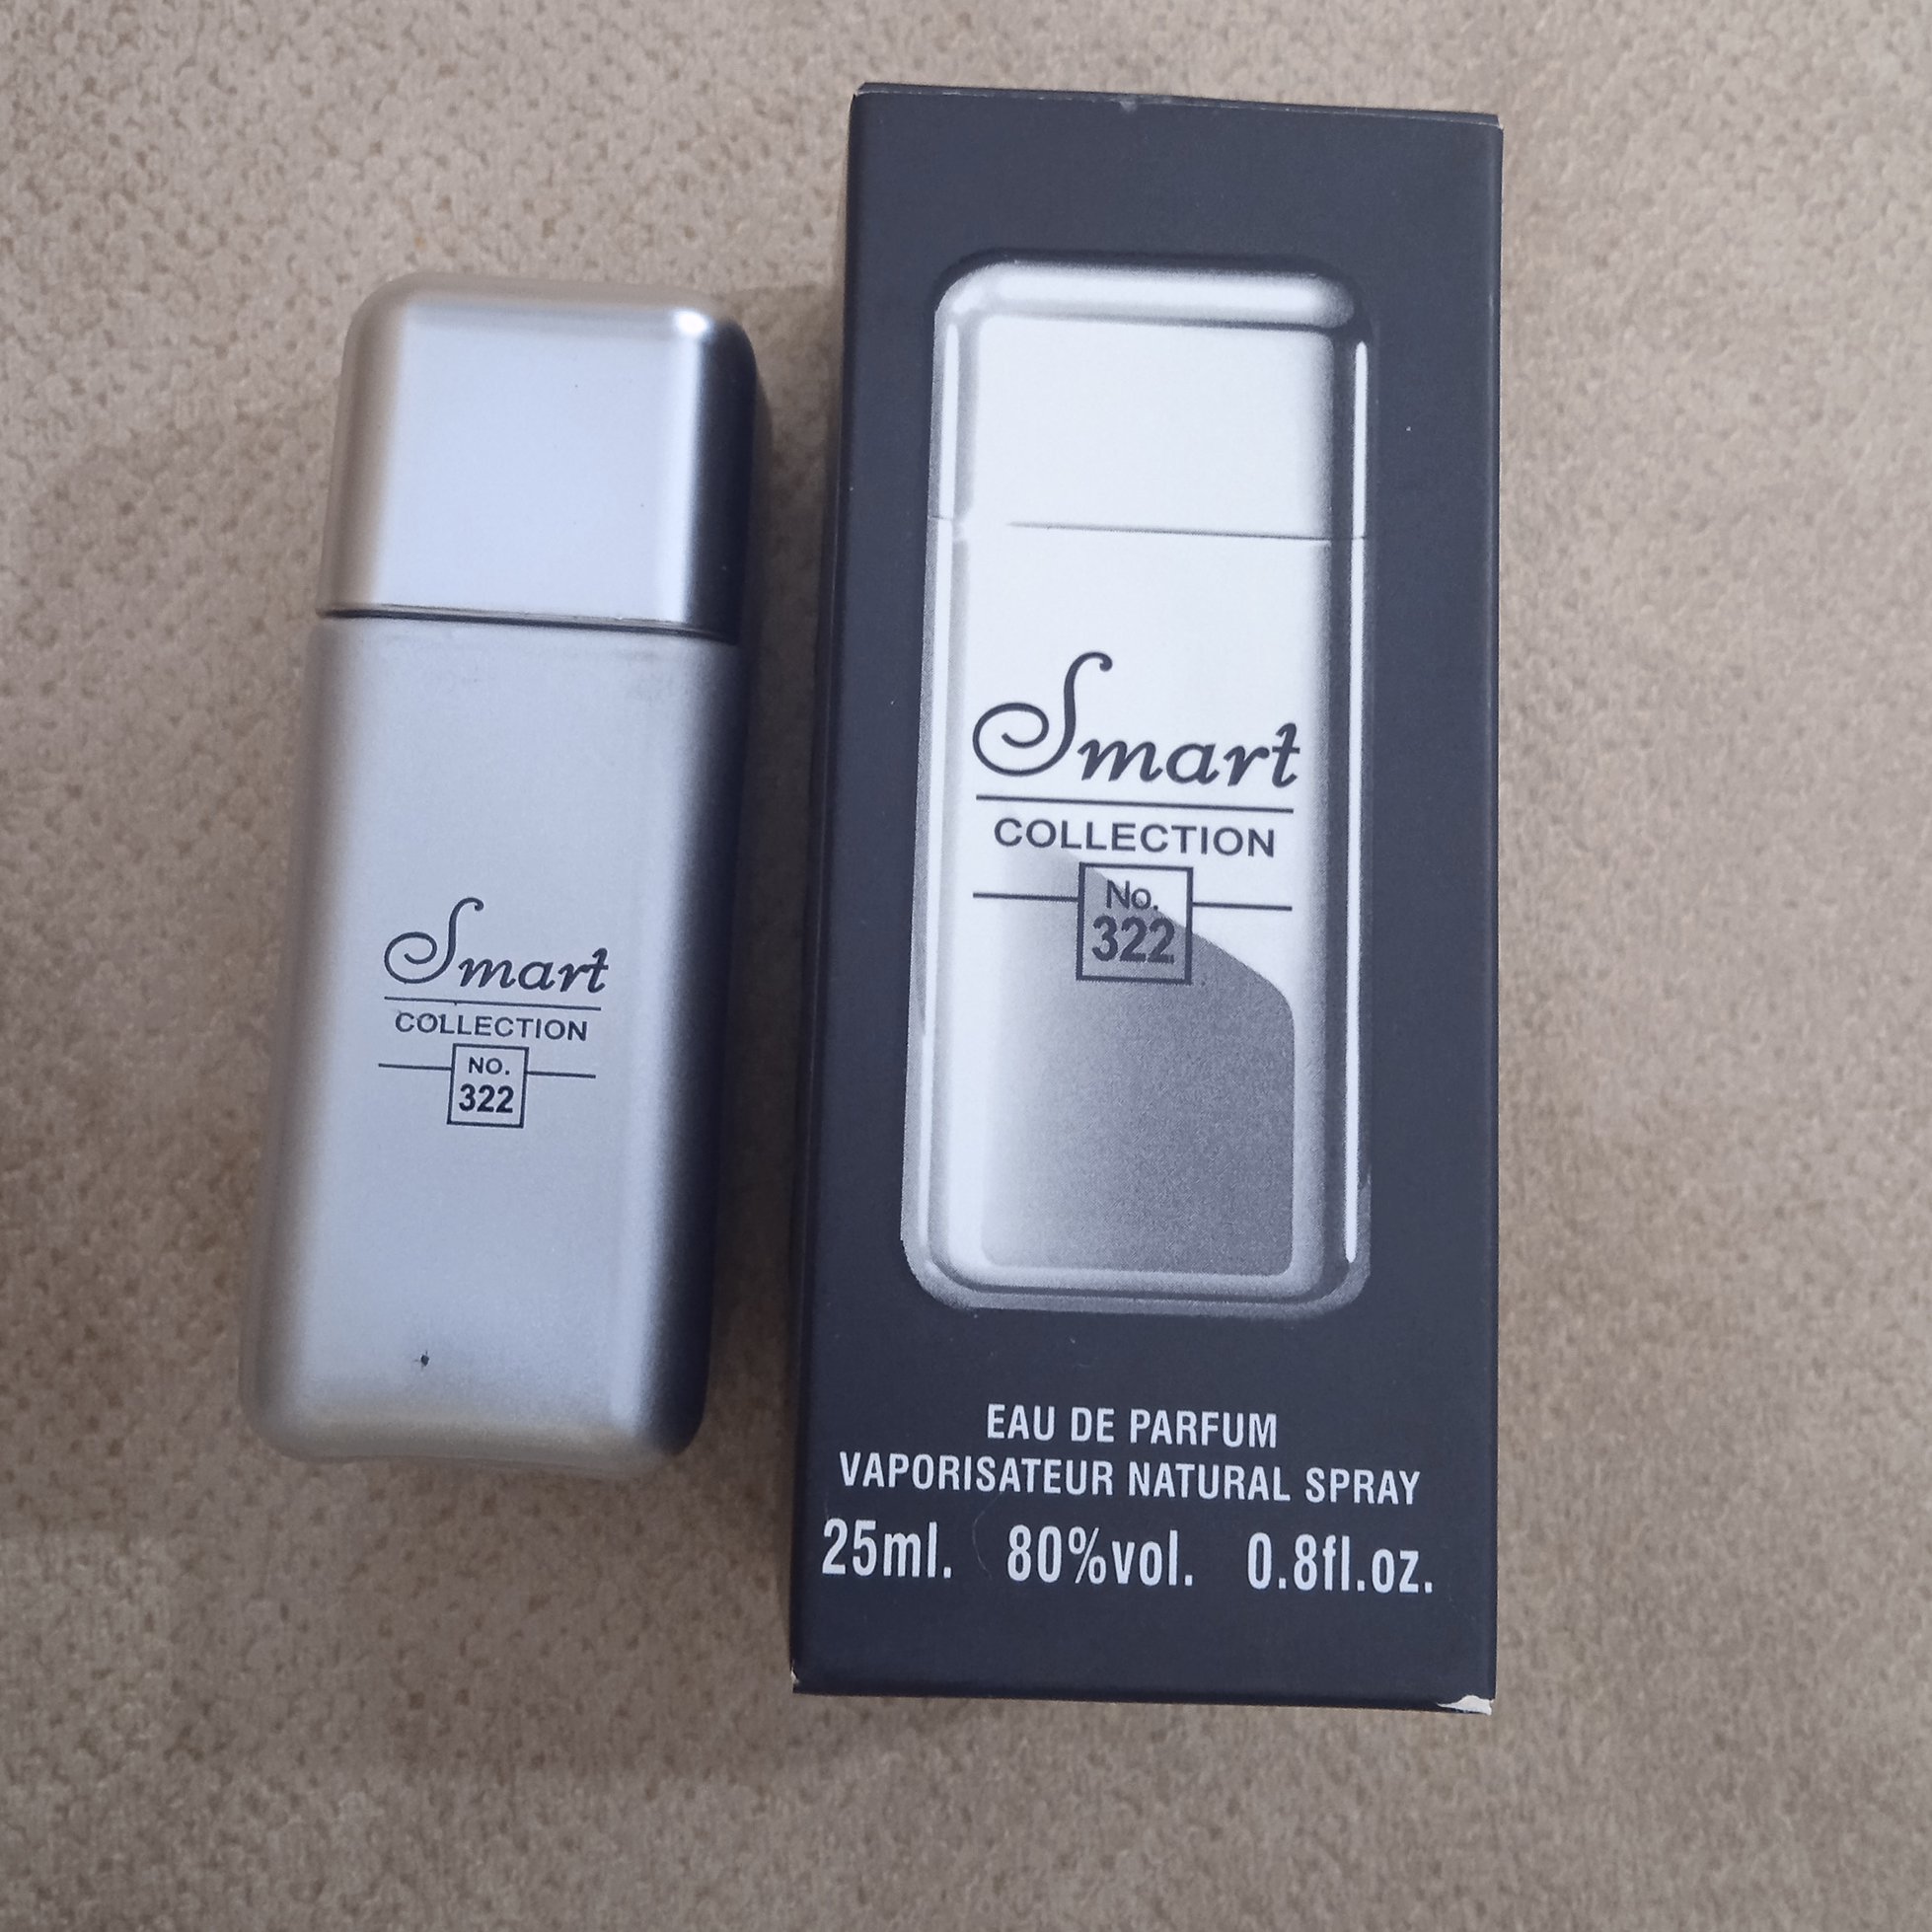 Smart
COLLECTION
NO.
322
Smart
COLLECTION
No.
322
EAU DE PARFUM
VAPORISATEUR NATURAL SPRAY
25ml. 80%vol. 0.8fl.oz.